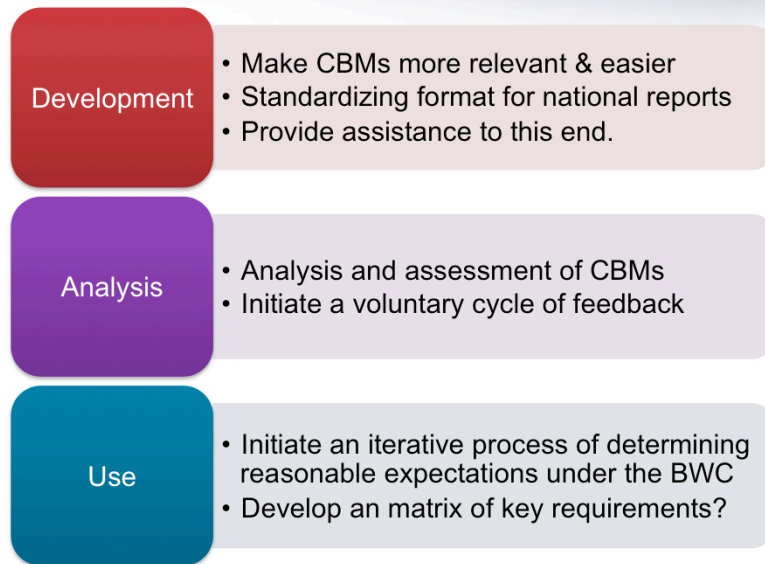 Development
• Make CBMs more relevant & easier
• Standardizing format for national reports
• Provide assistance to this end.
Analysis
• Analysis and assessment of CBMs
• Initiate a voluntary cycle of feedback
Use
• Initiate an iterative process of determining
reasonable expectations under the BWC
• Develop an matrix of key requirements?